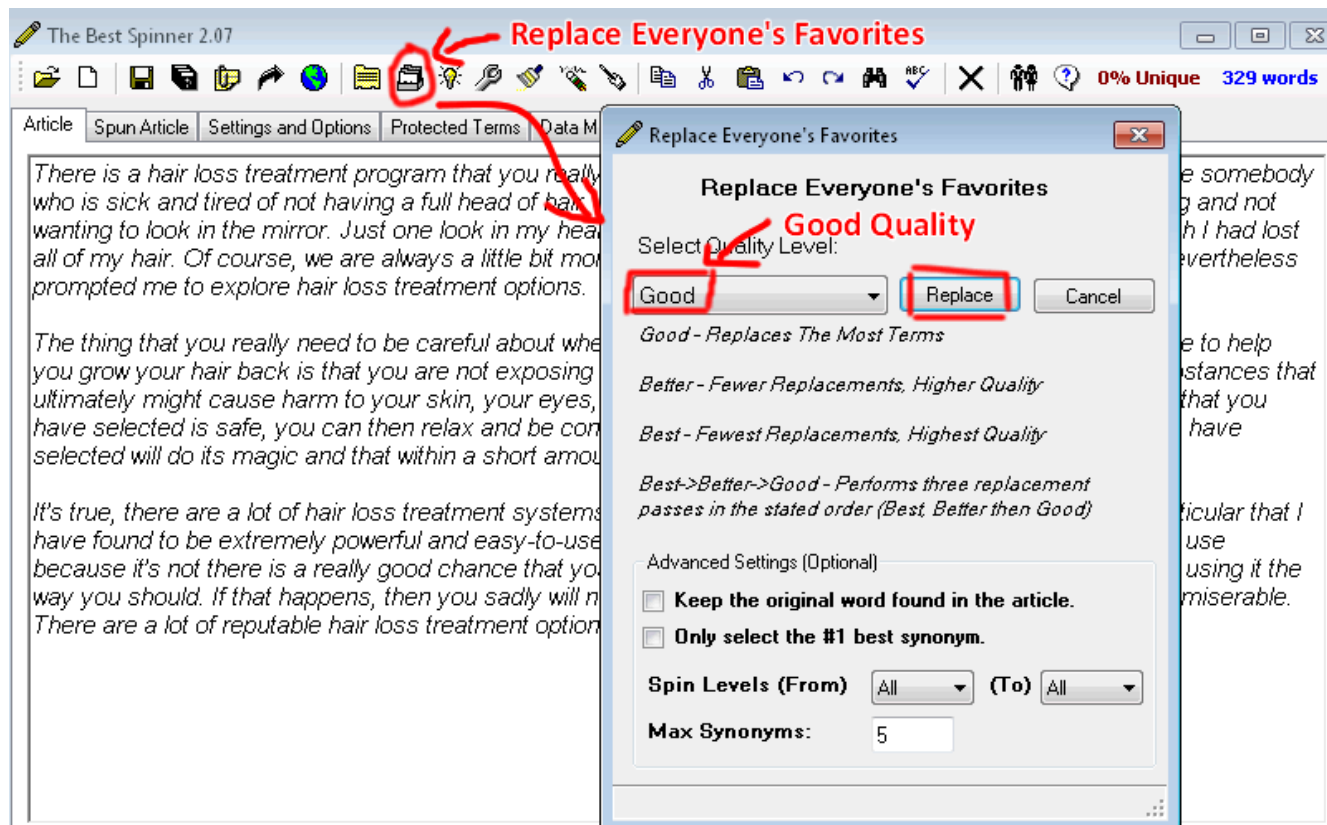 The Best Spinner 2.07
Replace Everyone's Favorites
ABC
0% Unique 329 words
Article Spun Article Settings and Options Protected Terms Data M
There is a hair loss treatment program that you really
who is sick and tired of not having a full head of hair
wanting to look in the mirror. Just one look in my hea
all of my hair. Of course, we are always a little bit mo
prompted me to explore hair loss treatment options.
The thing that you really need to be careful about whe
you grow your hair back is that you are not exposing
ultimately might cause harm to your skin, your eyes,
have selected is safe, you can then relax and be con
selected will do its magic and that within a short amou
It's true, there are a lot of hair loss treatment systems
have found to be extremely powerful and easy-to-use
because it's not there is a really good chance that yo
way you should. If that happens, then you sadly will n
There are a lot of reputable hair loss treatment option
Replace Everyone's Favorites
Replace Everyone's Favorites
Good Quality
Select Quality Level:
Good Replace Cancel
Good - Replaces The Most Terms
Better - Fewer Replacements, Higher Quality
Best - Fewest Replacements, Highest Quality
Best->Better->Good - Performs three replacement
passes in the stated order (Best, Better then Good)
Advanced Settings (Optional)
Keep the original word found in the article.
Only select the #1 best synonym.
Spin Levels (From) All (To) All
Max Synonyms: 5
e somebody
g and not
h I had lost
evertheless
e to help
stances that
that you
have
ticular that I
use
using it the
miserable.